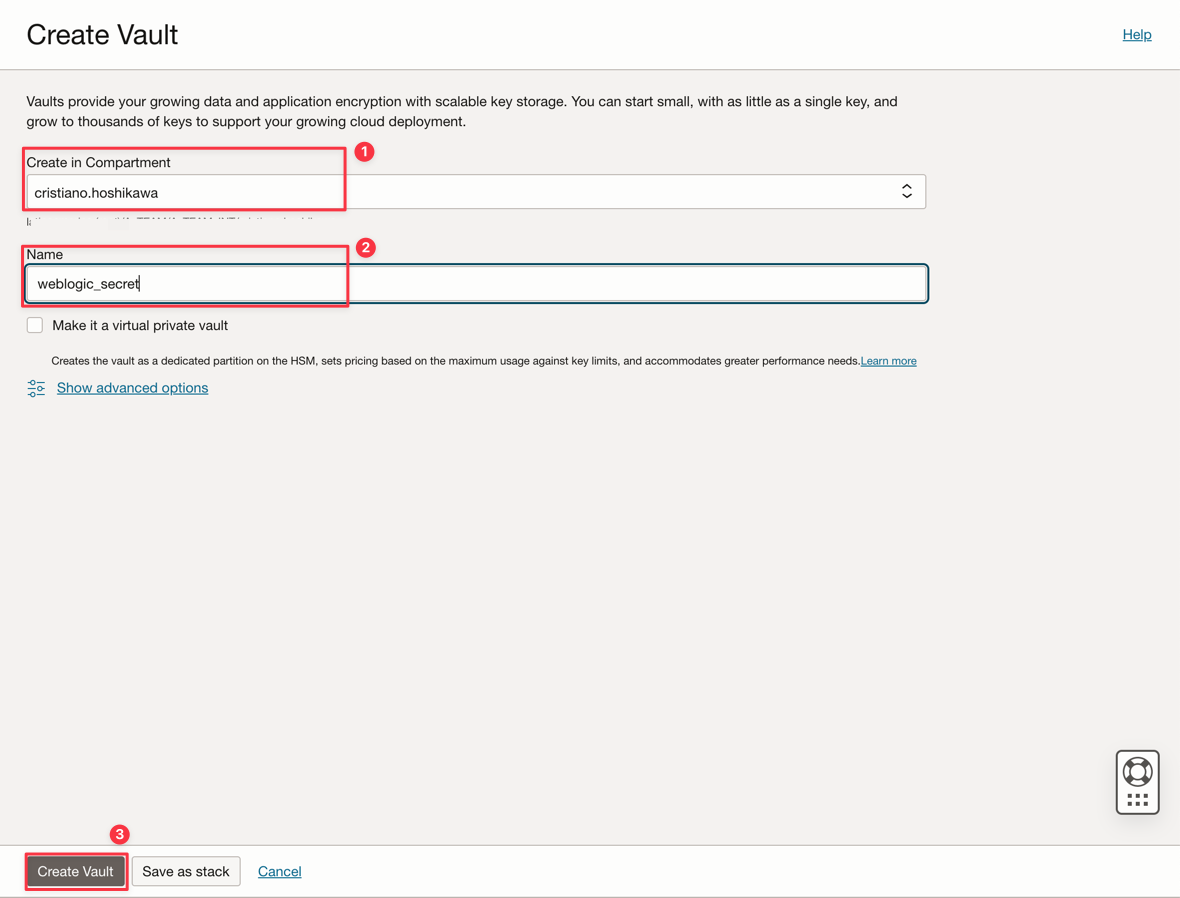 Create Vault
Help
Vaults provide your growing data and application encryption with scalable key storage. You can start small, with as little as a single key, and
grow to thousands of keys to support your growing cloud deployment.
1
Create in Compartment
cristiano.hoshikawa
2
Name
weblogic_secret
Make it a virtual private vault
Creates the vault as a dedicated partition on the HSM, sets pricing based on the maximum usage against key limits, and accommodates greater performance needs.Learn more
Show advanced options
3
Create Vault
Save as stack
Cancel